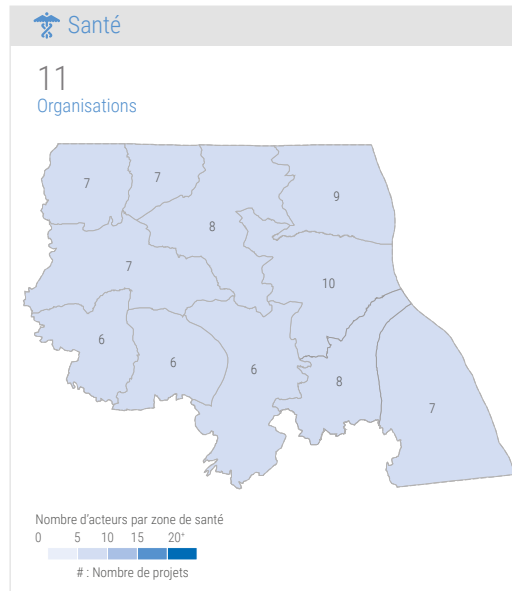 Santé
11
Organisations
7
7
9
8
7
10
6
6
6
8
7
Nombre d'acteurs par zone de santé
0 5 10 15 20+
# : Nombre de projets